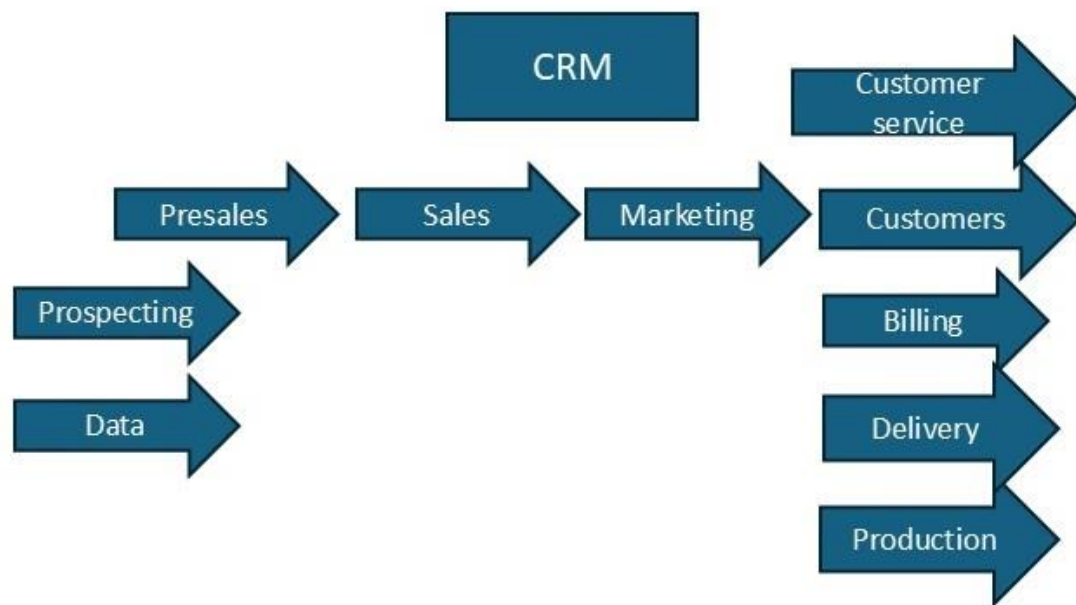 CRM
Customer
service
Presales
Sales
Marketing
Customers
Prospecting
Billing
Data
Delivery
Production